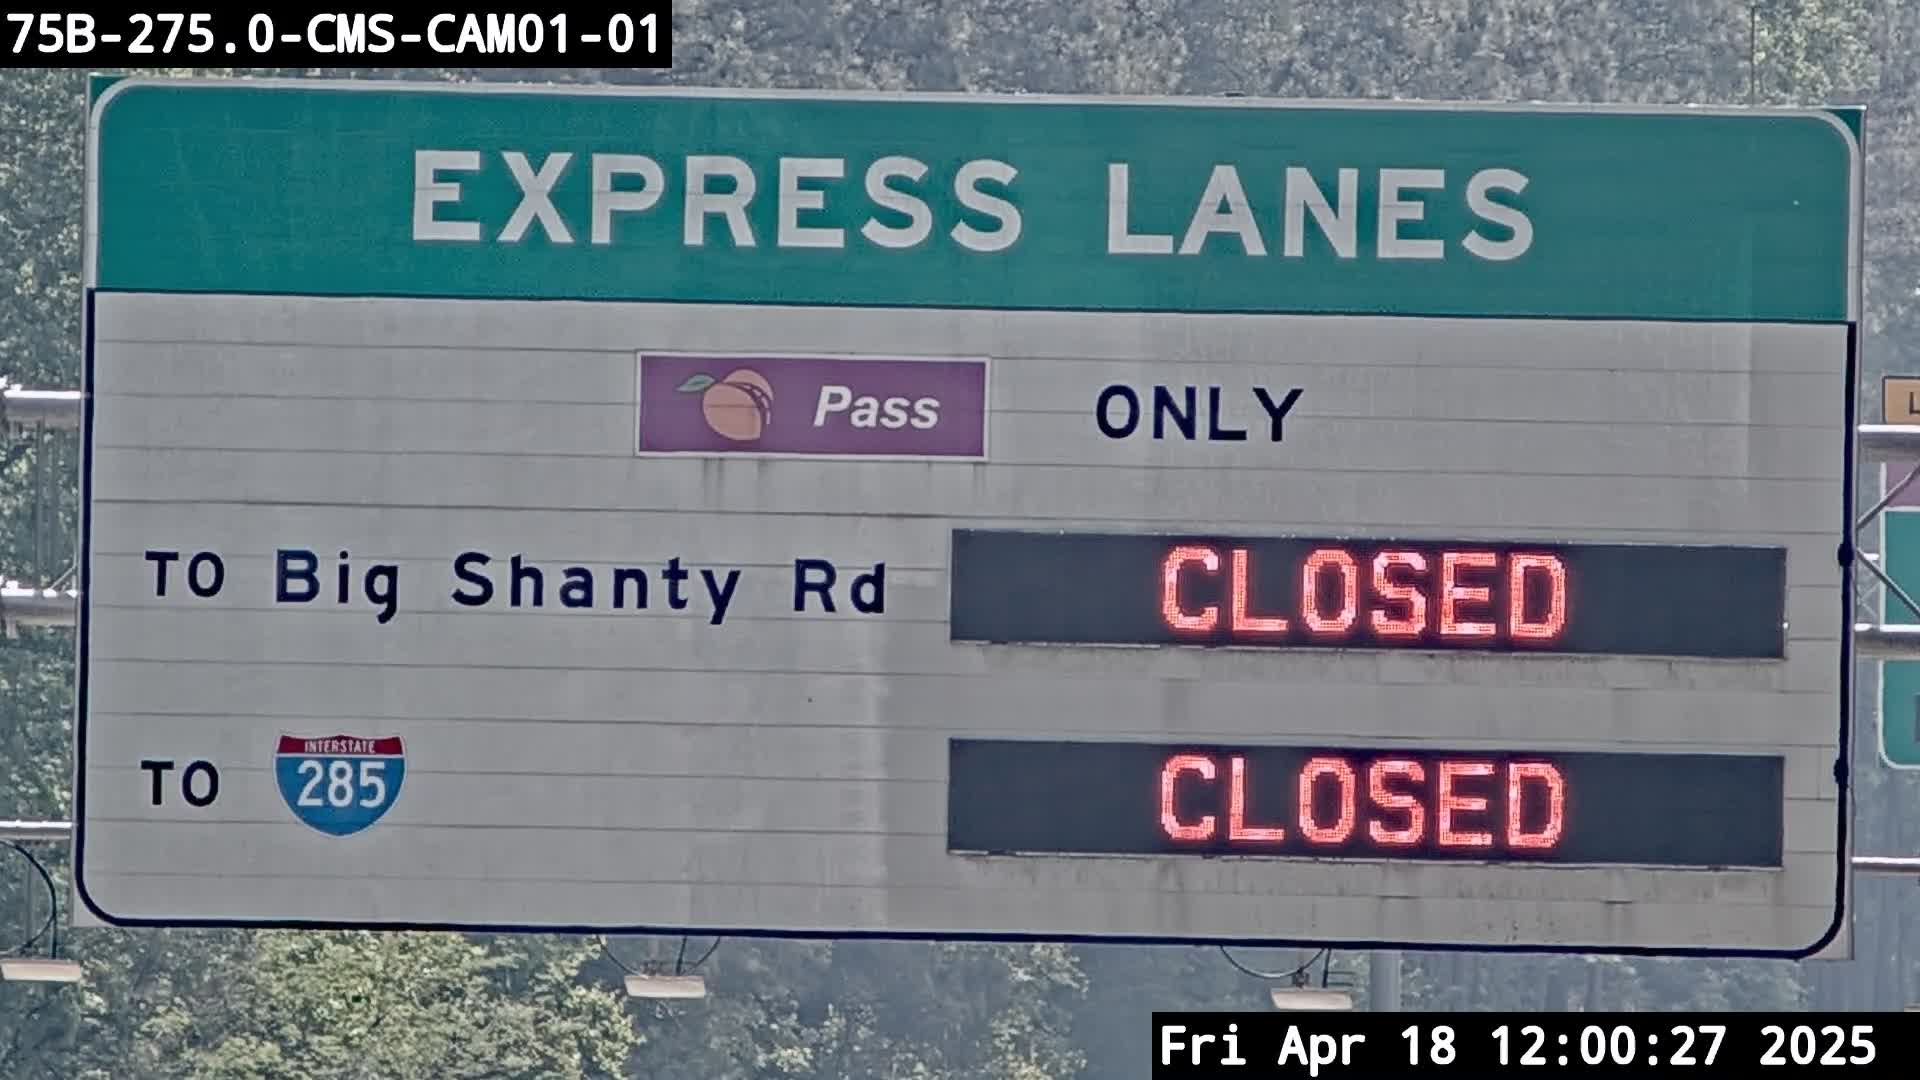 75B-275.0-CMS-CAM01-01
EXPRESS LANES
Pass ONLY
TO Big Shanty Rd CLOSED
TO INTERSTATE 285 CLOSED
Fri Apr 18 12:00:27 2025